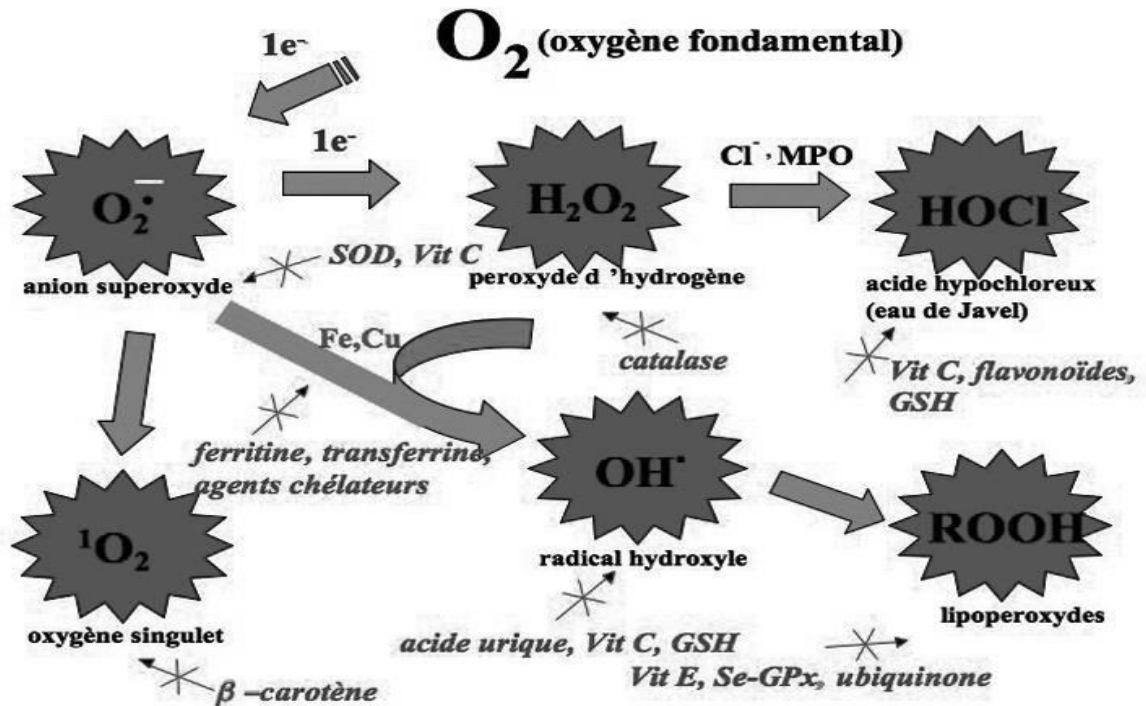 O₂ (oxygène fondamental)
1e⁻
1e⁻
Cl⁻, MPO
O₂•⁻
H₂O₂
HOCl
anion superoxyde
SOD, Vit C
peroxyde d ’hydrogène
acide hypochloreux
(eau de Javel)
Fe,Cu
catalase
Vit C, flavonoïdes,
GSH
ferritine, transferrine,
agents chélateurs
OH•
¹O₂
ROOH
radical hydroxyle
lipoperoxydes
oxygène singulet
acide urique, Vit C, GSH
Vit E, Se-GPx, ubiquinone
β –carotène